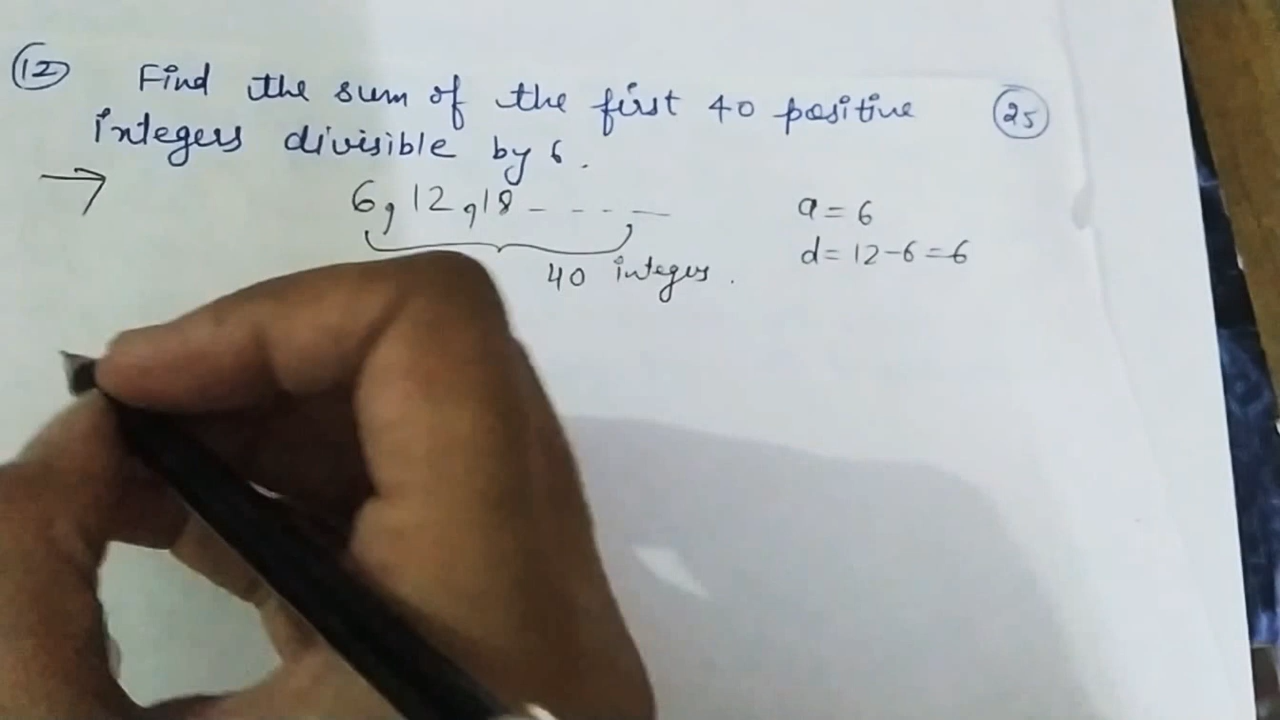 12 Find the sum of the first 40 positive 25
integers divisible by 6.
→ 6, 12, 18 - - - - —
40 integers.
a = 6
d = 12-6 = 6